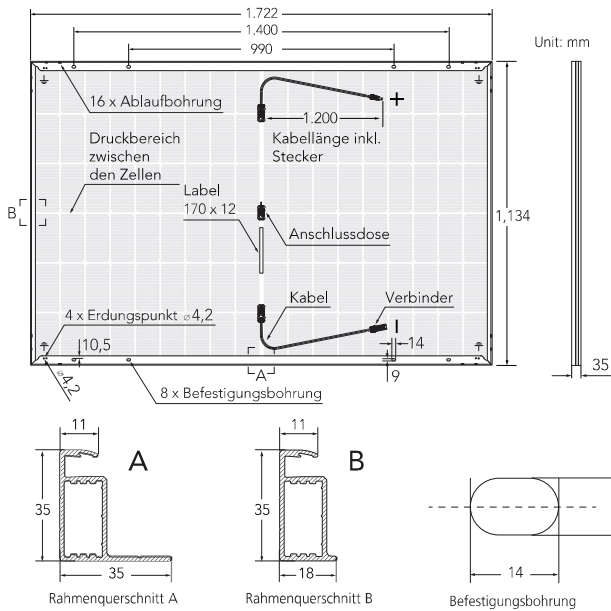 1.722
1.400
990
Unit: mm
16 x Ablaufbohrung
+
1.200
Druckbereich
zwischen
den Zellen
Kabellänge inkl.
Stecker
B
Label
170 x 12
1,134
Anschlussdose
Kabel
Verbinder
4 x Erdungspunkt ⌀4,2
-
10,5
14
⌀4,2
A
9
35
8 x Befestigungsbohrung
11
A
11
B
35
35
35
18
14
Rahmenquerschnitt A
Rahmenquerschnitt B
Befestigungsbohrung